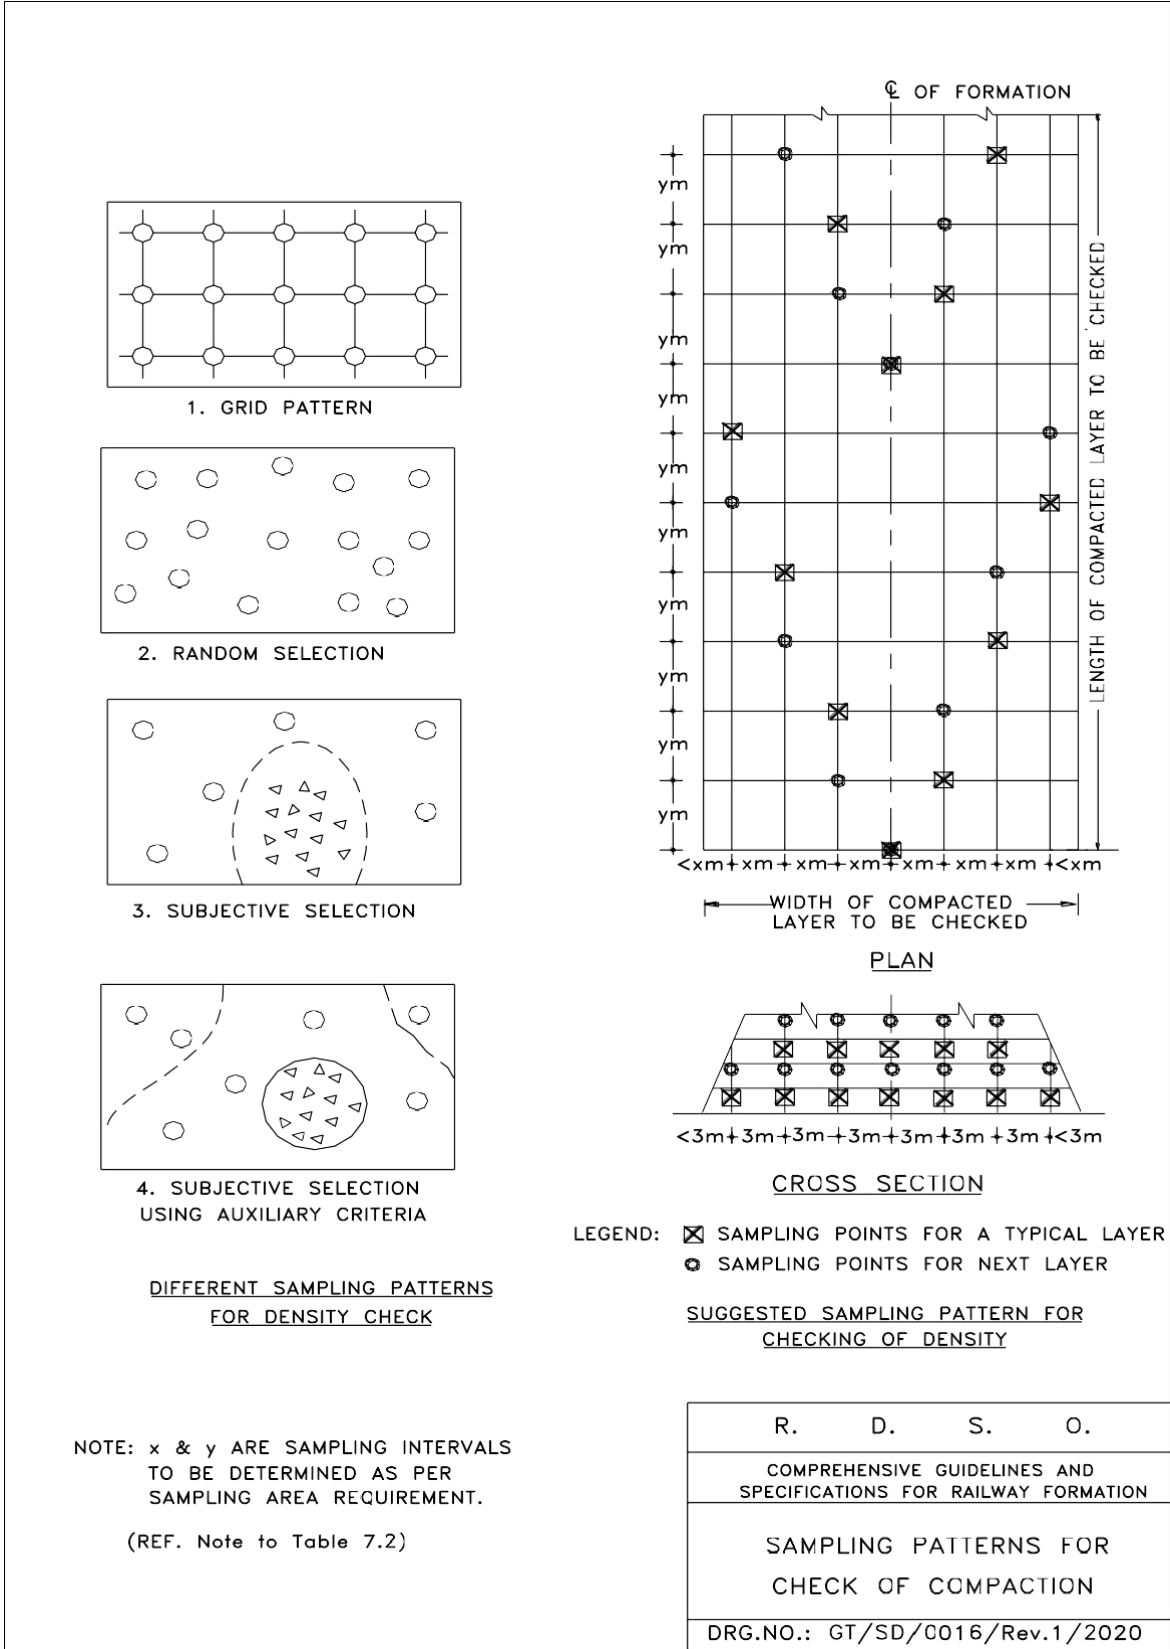 1. GRID PATTERN
2. RANDOM SELECTION
3. SUBJECTIVE SELECTION
4. SUBJECTIVE SELECTION
USING AUXILIARY CRITERIA
DIFFERENT SAMPLING PATTERNS
FOR DENSITY CHECK
NOTE: x & y ARE SAMPLING INTERVALS
TO BE DETERMINED AS PER
SAMPLING AREA REQUIREMENT.
(REF. Note to Table 7.2)
℄ OF FORMATION
ym
ym
ym
ym
ym
ym
ym
ym
ym
ym
LENGTH OF COMPACTED LAYER TO BE CHECKED
<xm xm xm xm xm xm xm <xm
WIDTH OF COMPACTED
LAYER TO BE CHECKED
PLAN
<3m 3m 3m 3m 3m 3m 3m <3m
CROSS SECTION
LEGEND: SAMPLING POINTS FOR A TYPICAL LAYER
SAMPLING POINTS FOR NEXT LAYER
SUGGESTED SAMPLING PATTERN FOR
CHECKING OF DENSITY
R. D. S. O.
COMPREHENSIVE GUIDELINES AND
SPECIFICATIONS FOR RAILWAY FORMATION
SAMPLING PATTERNS FOR
CHECK OF COMPACTION
DRG.NO.: GT/SD/0016/Rev.1/2020